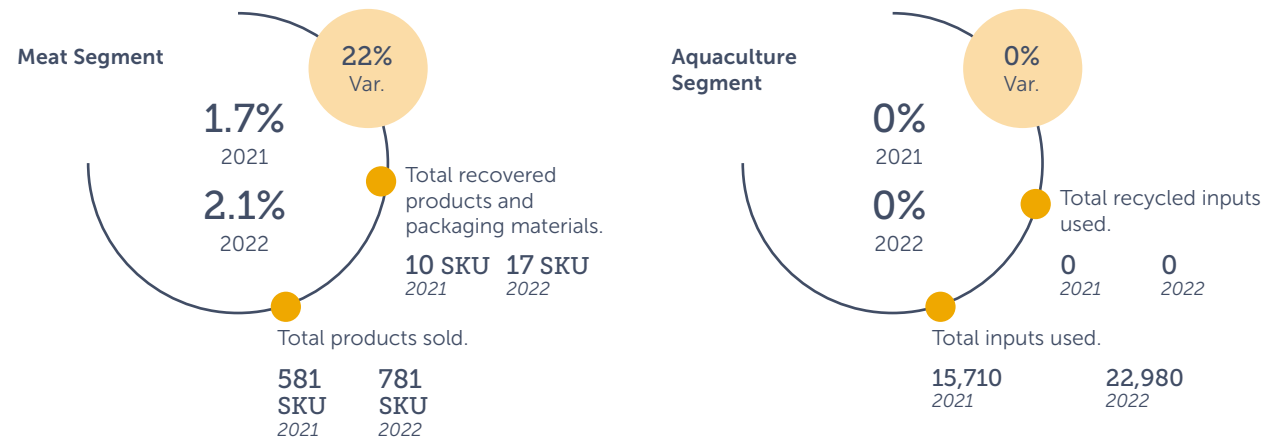 Meat Segment
22%
Var.
1.7%
2021
2.1%
2022
Total recovered
products and
packaging materials.
10 SKU 17 SKU
2021 2022
Total products sold.
581 781
SKU SKU
2021 2022
Aquaculture
Segment
0%
Var.
0%
2021
0%
2022
Total recycled inputs
used.
0 0
2021 2022
Total inputs used.
15,710 22,980
2021 2022